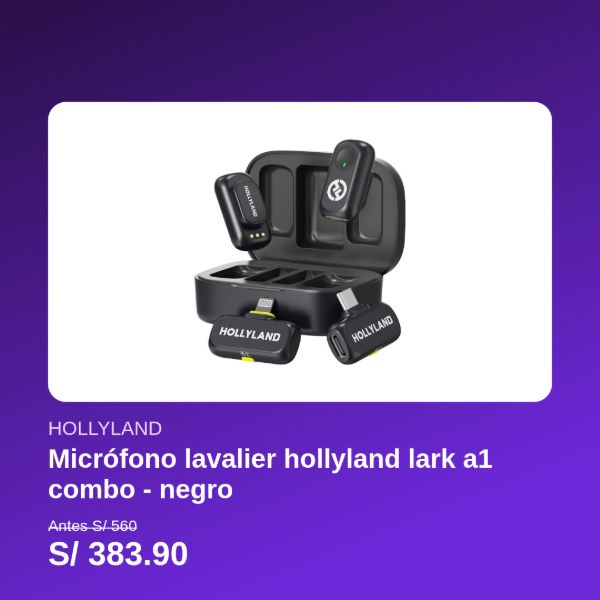 HOLLYLAND
HOLLYLAND
HOLLYLAND
HOLLYLAND
Micrófono lavalier hollyland lark a1
combo - negro
Antes S/ 560
S/ 383.90